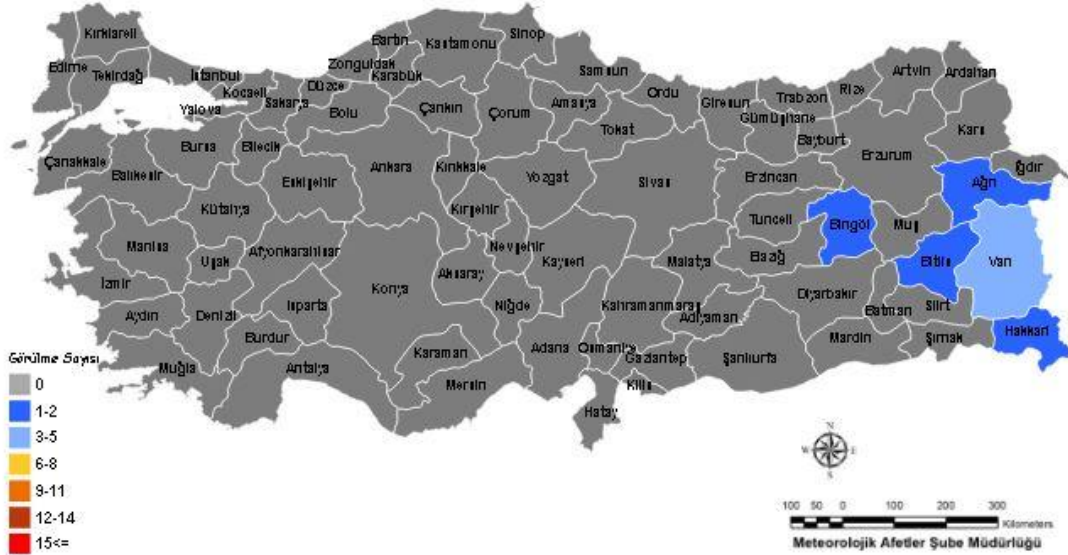 Kırklareli
Edirne
Tekirdağ
İstanbul
Kocaeli
Yalova
Sakarya
Düzce
Zonguldak
Bartın
Karabük
Kastamonu
Sinop
Samsun
Ordu
Giresun
Trabzon
Rize
Artvin
Ardahan
Bolu
Çankırı
Çorum
Amasya
Tokat
Gümüşhane
Bayburt
Erzurum
Kars
Iğdır
Çanakkale
Balıkesir
Bursa
Bilecik
Eskişehir
Ankara
Kırıkkale
Yozgat
Sivas
Erzincan
Ağrı
Kütahya
Kırşehir
Tunceli
Bingöl
Muş
Manisa
Uşak
Afyonkarahisar
Nevşehir
Kayseri
Malatya
Elazığ
Bitlis
Van
İzmir
Aksaray
Konya
Niğde
Kahramanmaraş
Adıyaman
Diyarbakır
Batman
Siirt
Aydın
Denizli
Isparta
Burdur
Karaman
Adana
Osmaniye
Gaziantep
Şanlıurfa
Mardin
Şırnak
Hakkari
Muğla
Antalya
Mersin
Kilis
Hatay
Görülme Sayısı
0
1-2
3-5
6-8
9-11
12-14
15<=
N
W E
S
100 50 0 100 200 300
Kilometers
Meteorolojik Afetler Şube Müdürlüğü